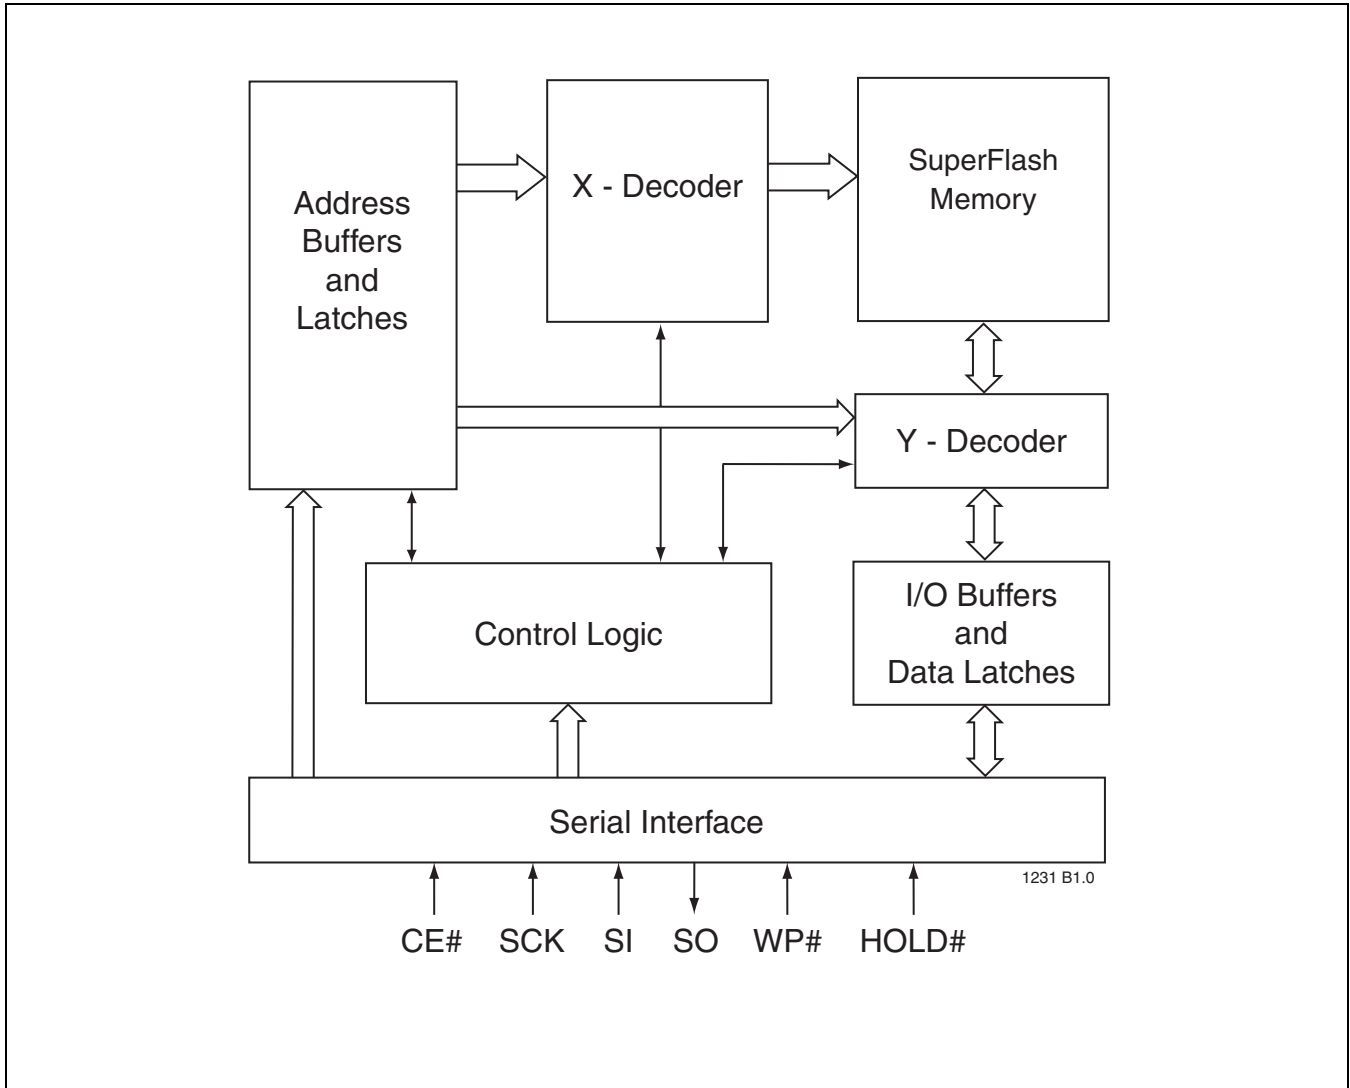 Address
Buffers
and
Latches
X - Decoder
SuperFlash
Memory
Y - Decoder
Control Logic
I/O Buffers
and
Data Latches
Serial Interface
1231 B1.0
CE# SCK SI SO WP# HOLD#